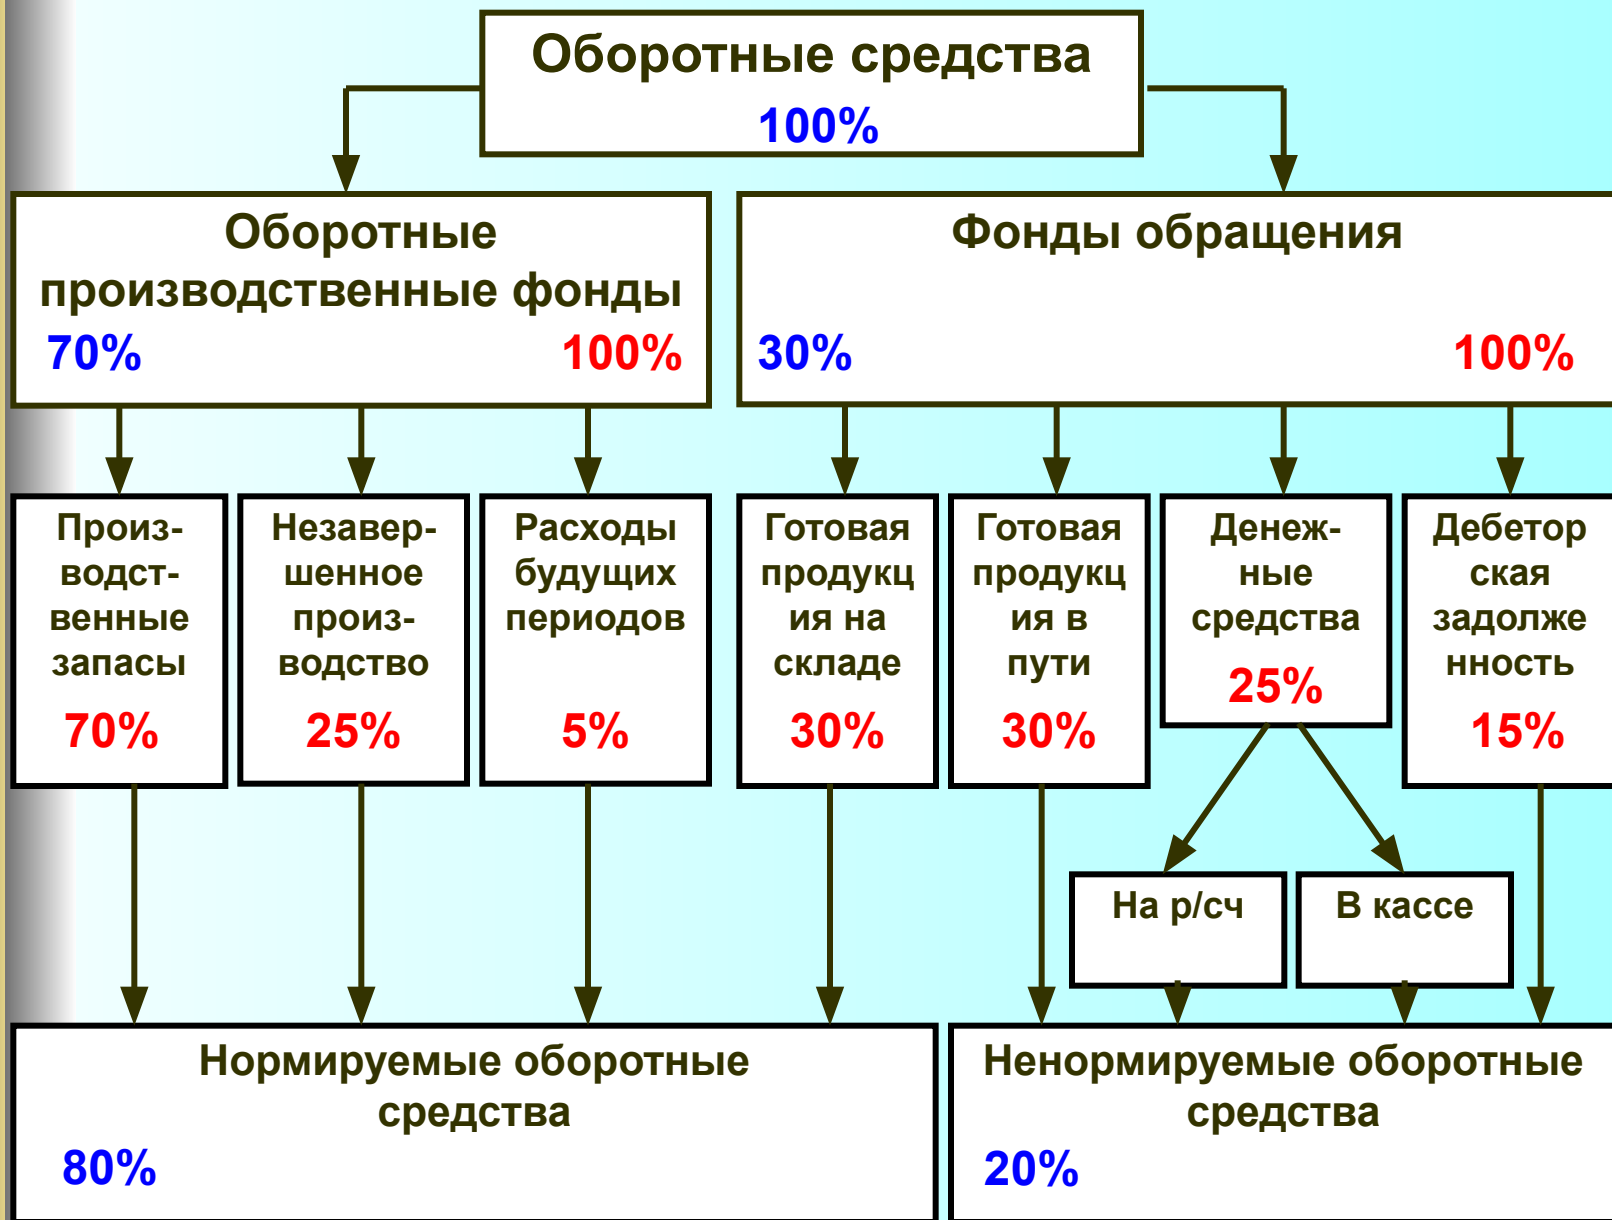 Оборотные средства
100%
Оборотные
производственные фонды
70% 100%
Фонды обращения
30% 100%
Произ-
водст-
венные
запасы
70%
Незавер-
шенное
произ-
водство
25%
Расходы
будущих
периодов
5%
Готовая
продукц
ия на
складе
30%
Готовая
продукц
ия в
пути
30%
Денеж-
ные
средства
25%
Дебетор
ская
задолже
нность
15%
На р/сч
В кассе
Нормируемые оборотные
средства
80%
Ненормируемые оборотные
средства
20%